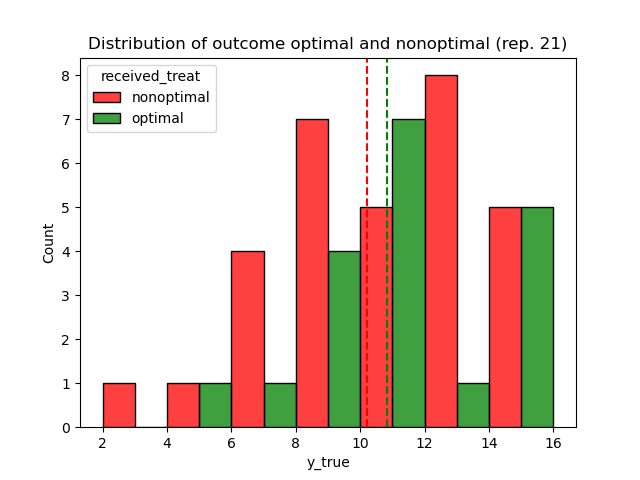 Distribution of outcome optimal and nonoptimal (rep. 21)
received_treat
nonoptimal
optimal
Count
8
7
6
5
4
3
2
1
0
2 4 6 8 10 12 14 16
y_true